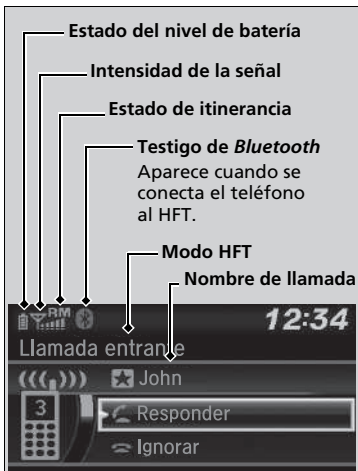 Estado del nivel de batería
Intensidad de la señal
Estado de itinerancia
Testigo de Bluetooth
Aparece cuando se
conecta el teléfono
al HFT.
Modo HFT
Nombre de llamada
RM
12:34
Llamada entrante
John
3
Responder
Ignorar